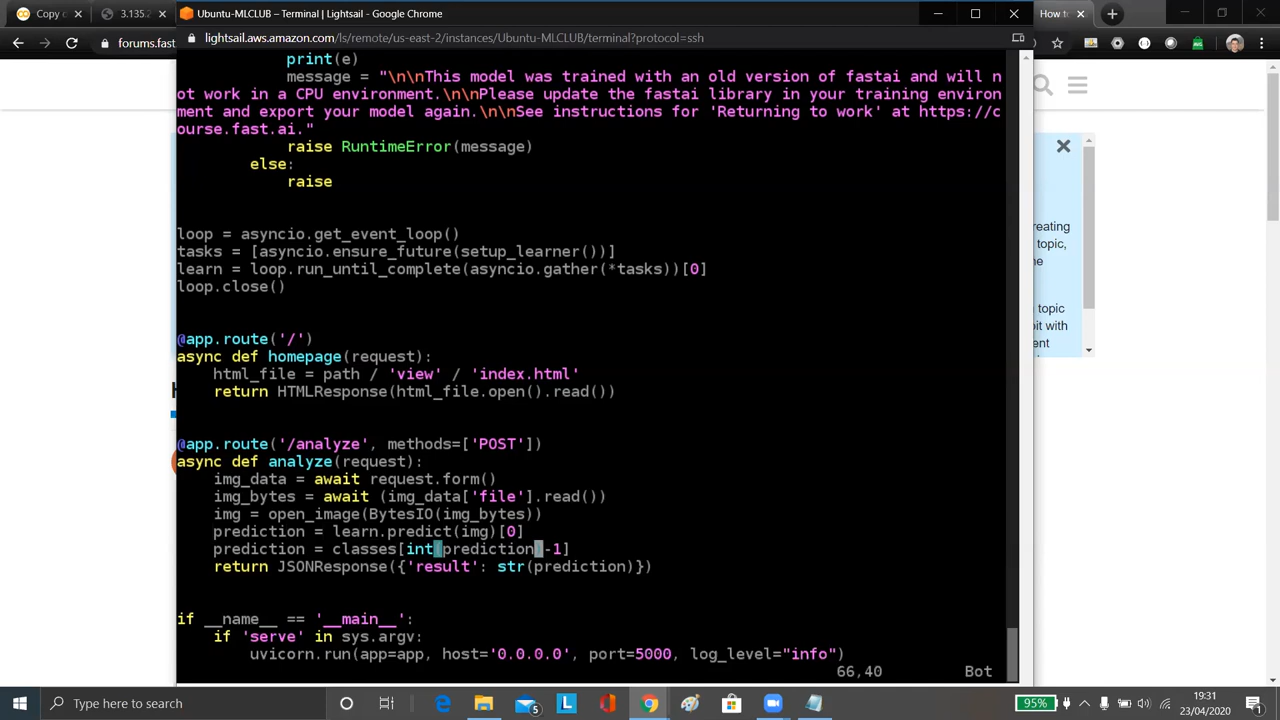 Copy
3.135.2
Ubuntu-MLCLUB – Terminal | Lightsail - Google Chrome
How to
forums.fast
lightsail.aws.amazon.com/ls/remote/us-east-2/instances/Ubuntu-MLCLUB/terminal?protocol=ssh
print(e)
message = "\n\nThis model was trained with an old version of fastai and will n
ot work in a CPU environment.\n\nPlease update the fastai library in your training environ
ment and export your model again.\n\nSee instructions for 'Returning to work' at https://c
ourse.fast.ai."
raise RuntimeError(message)
else:
raise
loop = asyncio.get_event_loop()
tasks = [asyncio.ensure_future(setup_learner())]
learn = loop.run_until_complete(asyncio.gather(*tasks))[0]
loop.close()
reating
topic,
ne
topic
bit with
ent
@app.route('/')
async def homepage(request):
html_file = path / 'view' / 'index.html'
return HTMLResponse(html_file.open().read())
@app.route('/analyze', methods=['POST'])
async def analyze(request):
img_data = await request.form()
img_bytes = await (img_data['file'].read())
img = open_image(BytesIO(img_bytes))
prediction = learn.predict(img)[0]
prediction = classes[int(prediction)-1]
return JSONResponse({'result': str(prediction)})
if __name__ == '__main__':
if 'serve' in sys.argv:
uvicorn.run(app=app, host='0.0.0.0', port=5000, log_level="info")
66,40 Bot
Type here to search
5
95%
19:31
23/04/2020